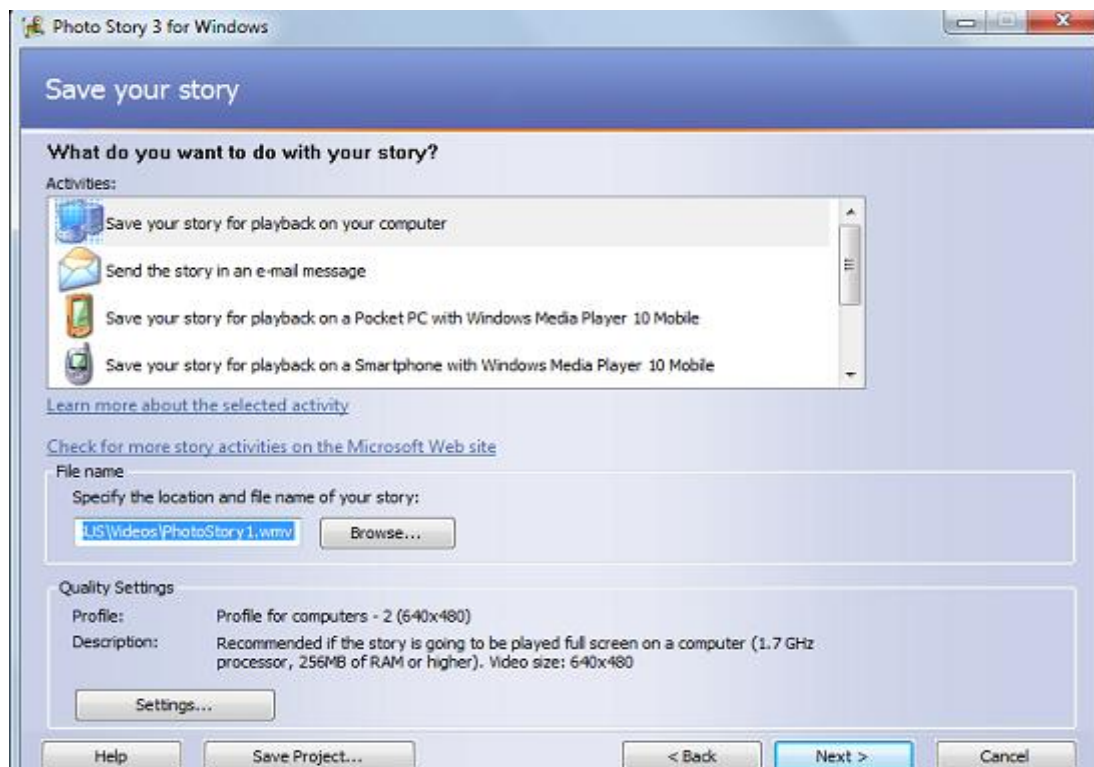 Photo Story 3 for Windows
Save your story
What do you want to do with your story?
Activities:
Save your story for playback on your computer
Send the story in an e-mail message
Save your story for playback on a Pocket PC with Windows Media Player 10 Mobile
Save your story for playback on a Smartphone with Windows Media Player 10 Mobile
Learn more about the selected activity
Check for more story activities on the Microsoft Web site
File name
Specify the location and file name of your story:
US\Videos\PhotoStory1.wmv Browse...
Quality Settings
Profile: Profile for computers - 2 (640x480)
Description: Recommended if the story is going to be played full screen on a computer (1.7 GHz
processor, 256MB of RAM or higher). Video size: 640x480
Settings...
Help Save Project... < Back Next > Cancel